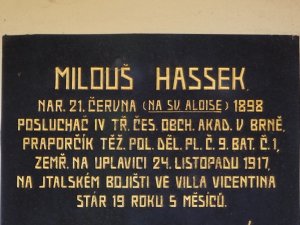 MILOUŠ HASSEK,
NAR. 21. ČERVNA (NA SV. ALOISE) 1898
POSLUCHAČ IV TŘ. ČES. OBCH. AKAD. V BRNĚ,
PRAPORČÍK TĚŽ. POL. DĚL. PL. Č. 9. BAT. Č. 1,
ZEMŘ. NA UPLAVICI 24. LISTOPADU 1917,
NA JTALSKÉM BOJIŠTI VE VILLA VICENTINA
STÁR 19 ROKŮ 5 MĚSÍCŮ.